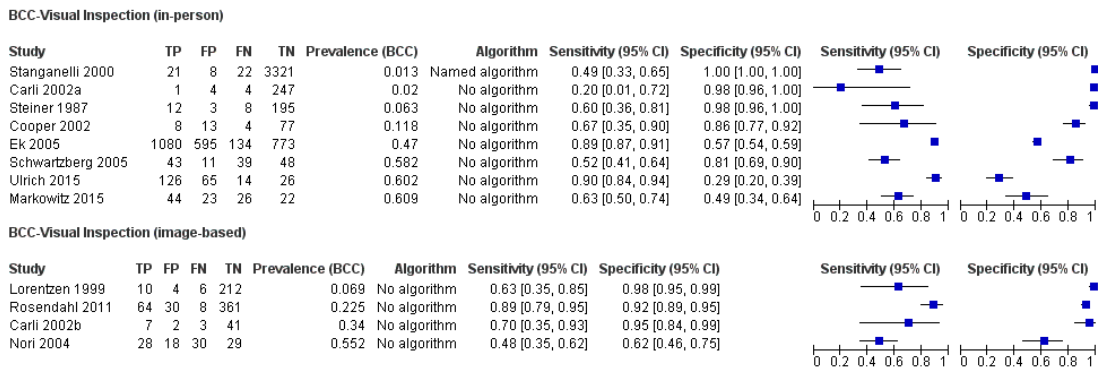 BCC-Visual Inspection (in-person)
Study TP FP FN TN Prevalence (BCC) Algorithm Sensitivity (95% CI) Specificity (95% CI) Sensitivity (95% CI) Specificity (95% CI)
Stanganelli 2000 21 8 22 3321 0.013 Named algorithm 0.49 [0.33, 0.65] 1.00 [1.00, 1.00]
Carli 2002a 1 4 4 247 0.02 No algorithm 0.20 [0.01, 0.72] 0.98 [0.96, 1.00]
Steiner 1987 12 3 8 195 0.063 No algorithm 0.60 [0.36, 0.81] 0.98 [0.96, 1.00]
Cooper 2002 8 13 4 77 0.118 No algorithm 0.67 [0.35, 0.90] 0.86 [0.77, 0.92]
Ek 2005 1080 595 134 773 0.47 No algorithm 0.89 [0.87, 0.91] 0.57 [0.54, 0.59]
Schwartzberg 2005 43 11 39 48 0.582 No algorithm 0.52 [0.41, 0.64] 0.81 [0.69, 0.90]
Ulrich 2015 126 65 14 26 0.602 No algorithm 0.90 [0.84, 0.94] 0.29 [0.20, 0.39]
Markowitz 2015 44 23 26 22 0.609 No algorithm 0.63 [0.50, 0.74] 0.49 [0.34, 0.64]
0 0.2 0.4 0.6 0.8 1 0 0.2 0.4 0.6 0.8 1
BCC-Visual Inspection (image-based)
Study TP FP FN TN Prevalence (BCC) Algorithm Sensitivity (95% CI) Specificity (95% CI) Sensitivity (95% CI) Specificity (95% CI)
Lorentzen 1999 10 4 6 212 0.069 No algorithm 0.63 [0.35, 0.85] 0.98 [0.95, 0.99]
Rosendahl 2011 64 30 8 361 0.225 No algorithm 0.89 [0.79, 0.95] 0.92 [0.89, 0.95]
Carli 2002b 7 2 3 41 0.34 No algorithm 0.70 [0.35, 0.93] 0.95 [0.84, 0.99]
Nori 2004 28 18 30 29 0.552 No algorithm 0.48 [0.35, 0.62] 0.62 [0.46, 0.75]
0 0.2 0.4 0.6 0.8 1 0 0.2 0.4 0.6 0.8 1